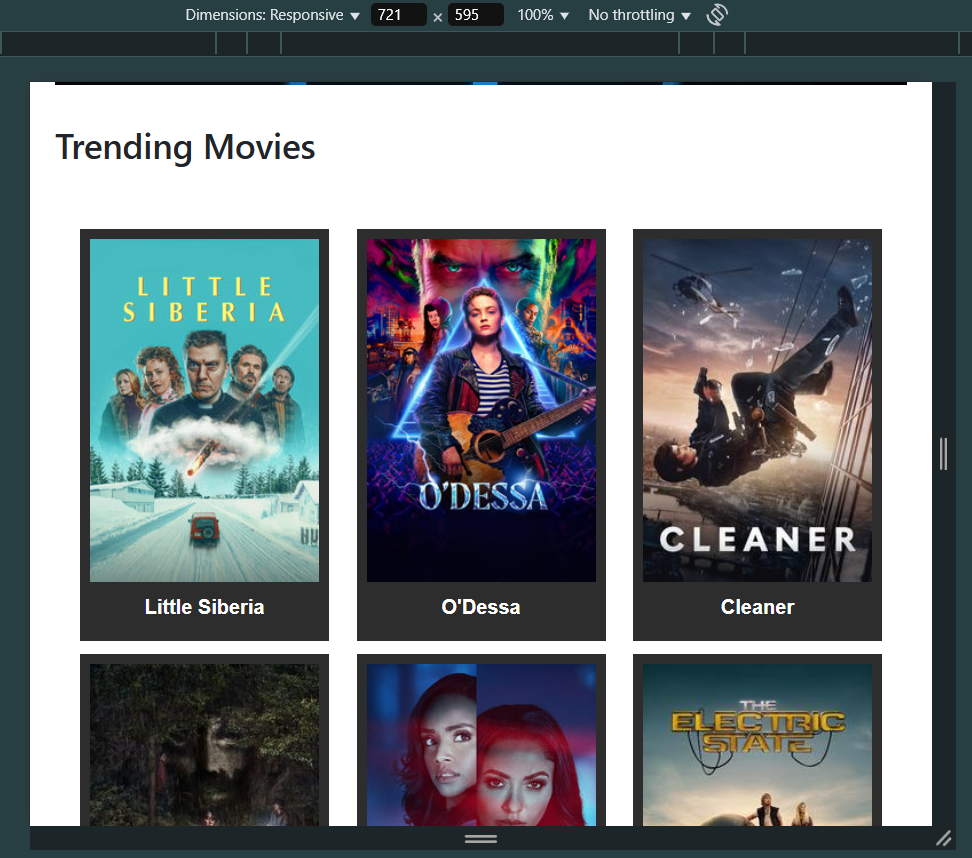 Dimensions: Responsive ▼ 721 × 595 100% ▼ No throttling ▼
Trending Movies
LITTLE
SIBERIA
HU
O'DESSA
CLEANER
Little Siberia
O'Dessa
Cleaner
THE
ELECTRIC
STATE